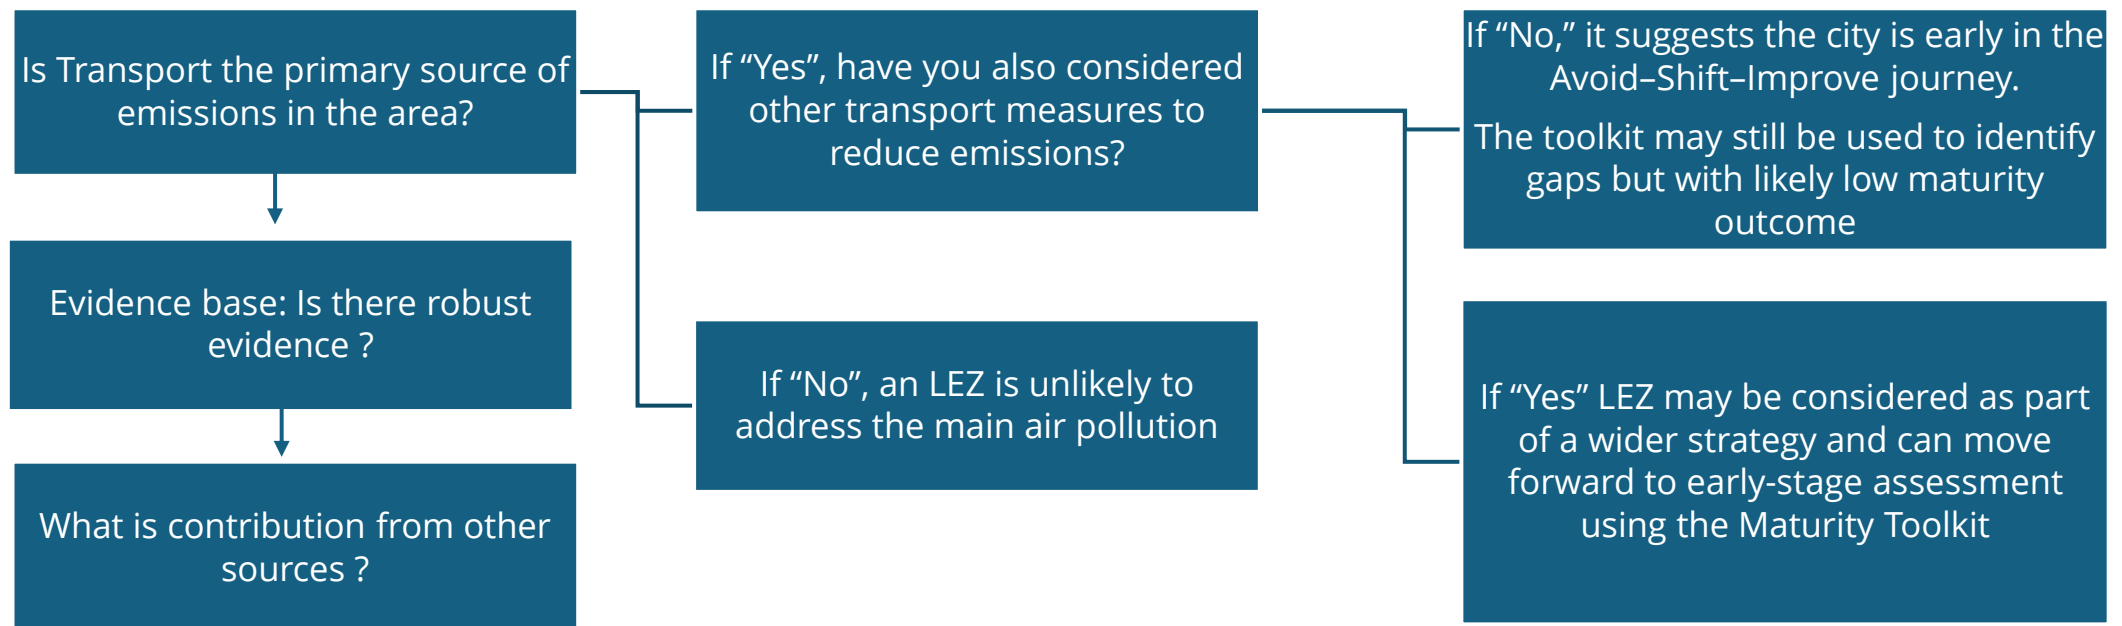 Is Transport the primary source of
emissions in the area?
Evidence base: Is there robust
evidence ?
What is contribution from other
sources ?
If “Yes”, have you also considered
other transport measures to
reduce emissions?
If “No”, an LEZ is unlikely to
address the main air pollution
If “No,” it suggests the city is early in the
Avoid–Shift–Improve journey.
The toolkit may still be used to identify
gaps but with likely low maturity
outcome
If “Yes” LEZ may be considered as part
of a wider strategy and can move
forward to early-stage assessment
using the Maturity Toolkit